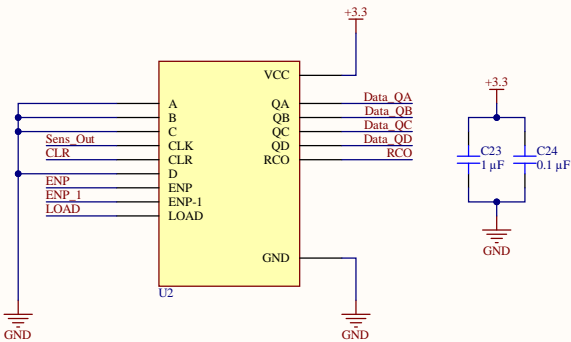 +3.3
VCC
A QA Data_QA
B QB Data_QB
C QC Data_QC
Sens_Out CLK QD Data_QD
CLR CLR RCO RCO
D
ENP ENP
ENP_1 ENP-1
LOAD LOAD
GND
U2
GND
GND
+3.3
C23
1 µF
C24
0.1 µF
GND